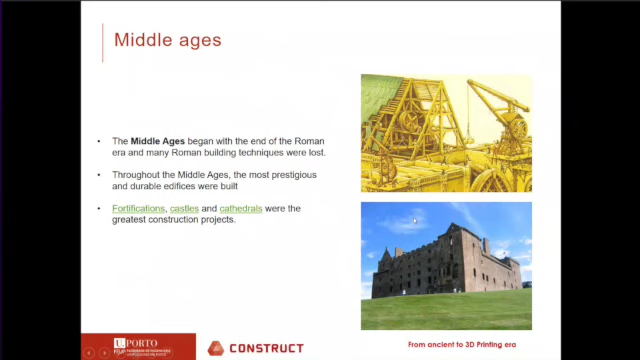 Middle ages
• The Middle Ages began with the end of the Roman
era and many Roman building techniques were lost.
• Throughout the Middle Ages, the most prestigious
and durable edifices were built
• Fortifications, castles and cathedrals were the
greatest construction projects.
U.PORTO
CONSTRUCT
From ancient to 3D Printing era